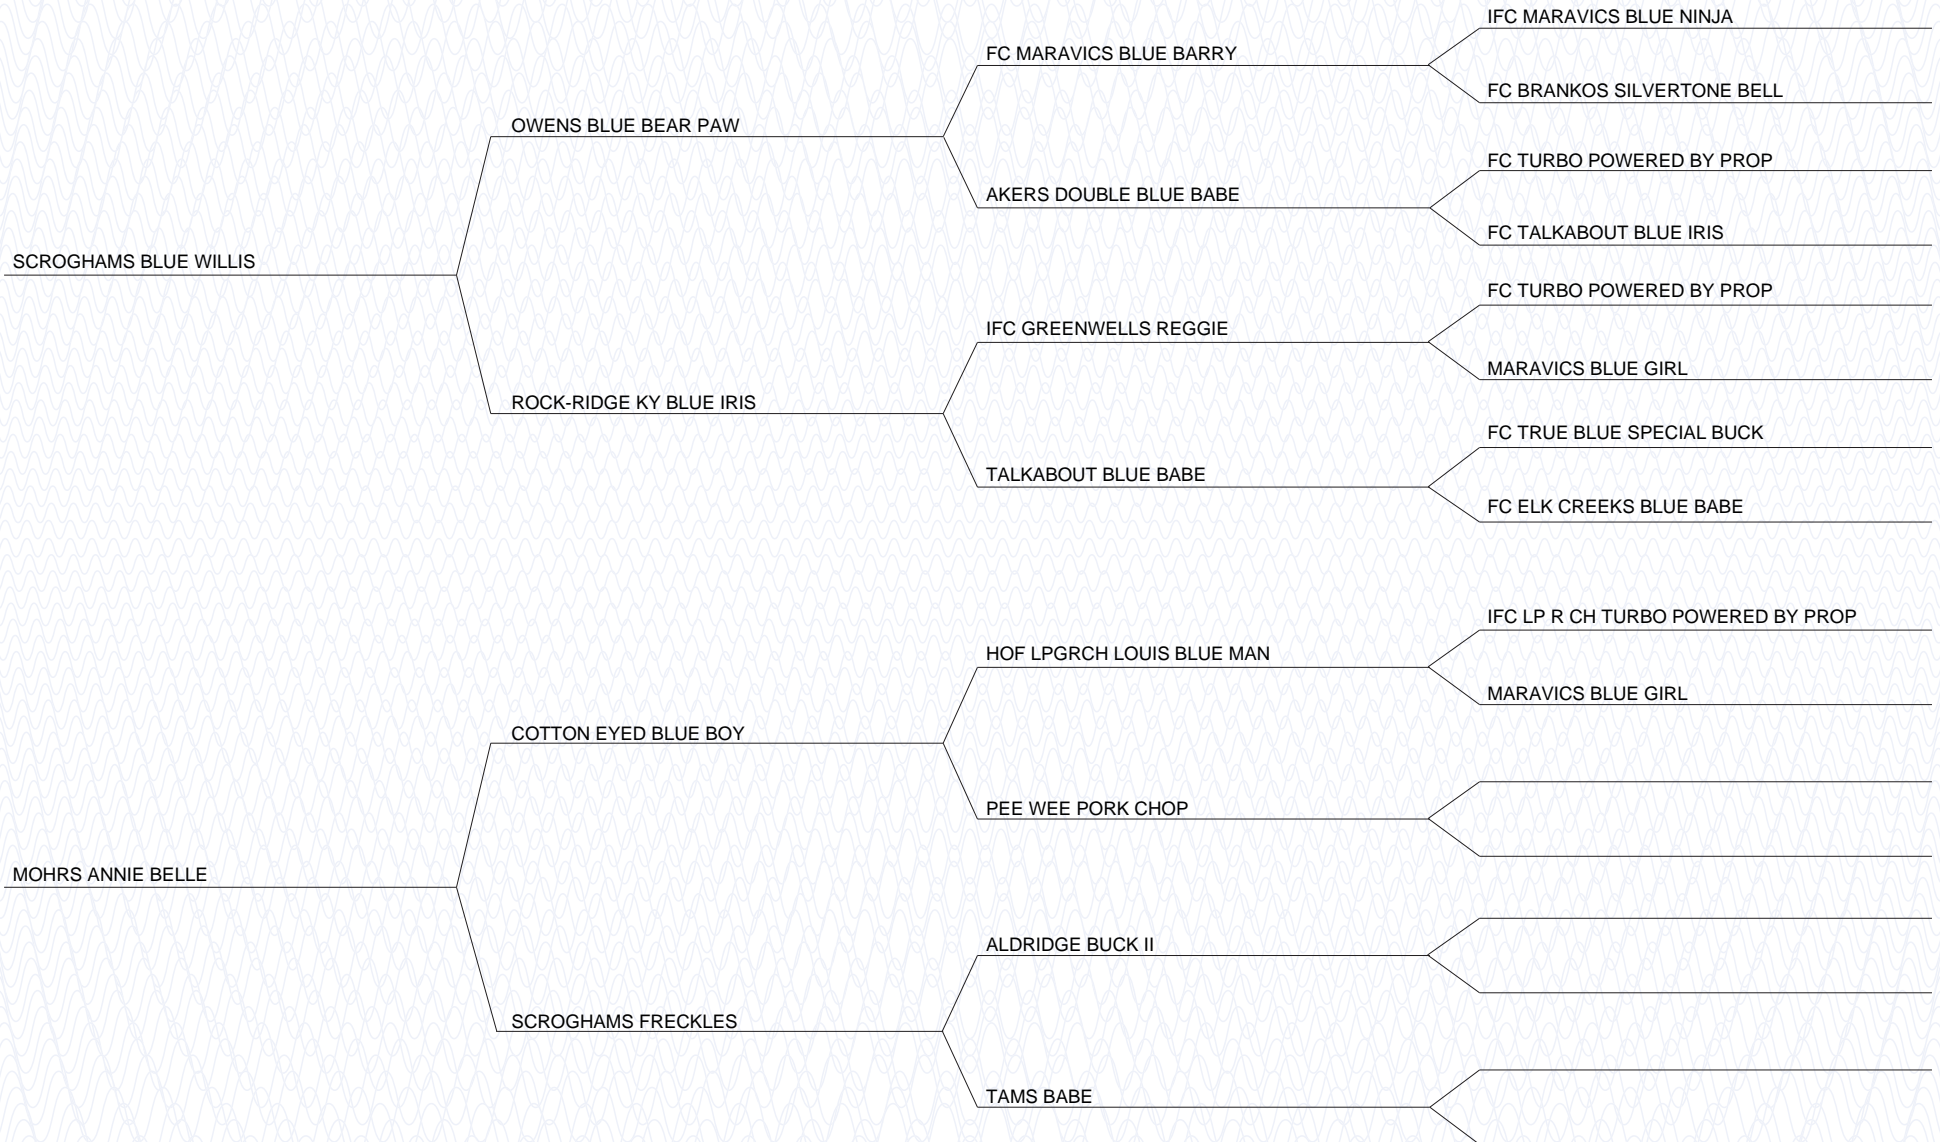 IFC MARAVICS BLUE NINJA
FC MARAVICS BLUE BARRY
FC BRANKOS SILVERTONE BELL
OWENS BLUE BEAR PAW
FC TURBO POWERED BY PROP
AKERS DOUBLE BLUE BABE
FC TALKABOUT BLUE IRIS
SCROGHAMS BLUE WILLIS
FC TURBO POWERED BY PROP
IFC GREENWELLS REGGIE
MARAVICS BLUE GIRL
ROCK-RIDGE KY BLUE IRIS
FC TRUE BLUE SPECIAL BUCK
TALKABOUT BLUE BABE
FC ELK CREEKS BLUE BABE
IFC LP R CH TURBO POWERED BY PROP
HOF LPGRCH LOUIS BLUE MAN
MARAVICS BLUE GIRL
COTTON EYED BLUE BOY
PEE WEE PORK CHOP
MOHRS ANNIE BELLE
ALDRIDGE BUCK II
SCROGHAMS FRECKLES
TAMS BABE